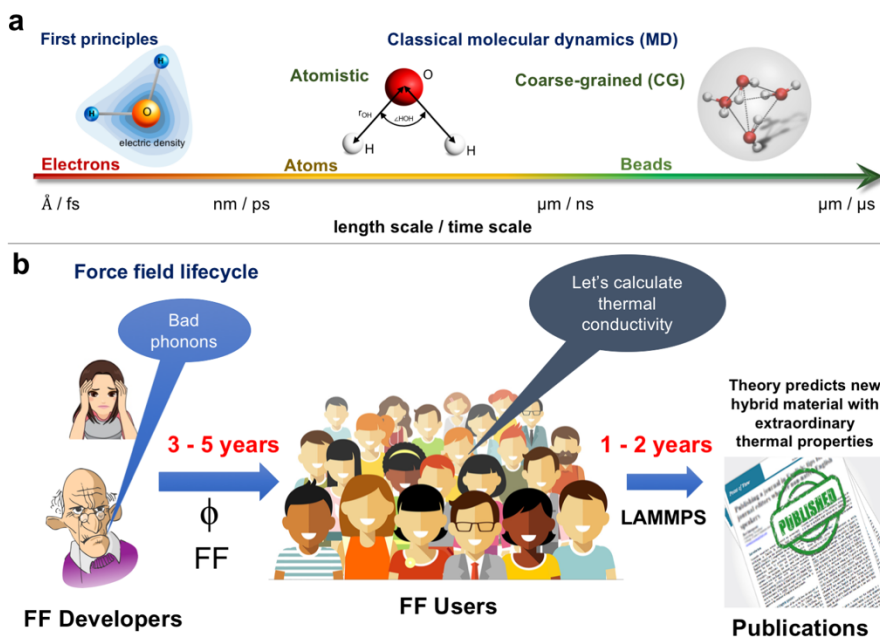 a
First principles
Classical molecular dynamics (MD)
Atomistic
Coarse-grained (CG)
H
O
H
electric density
O
rOH
∠HOH
H
H
Electrons
Atoms
Beads
Å / fs
nm / ps
µm / ns
µm / µs
length scale / time scale
b
Force field lifecycle
Bad
phonons
Let's calculate
thermal
conductivity
Theory predicts new
hybrid material with
extraordinary
thermal properties
3 - 5 years
1 - 2 years
ϕ
FF
LAMMPS
PUBLISHED
FF Developers
FF Users
Publications